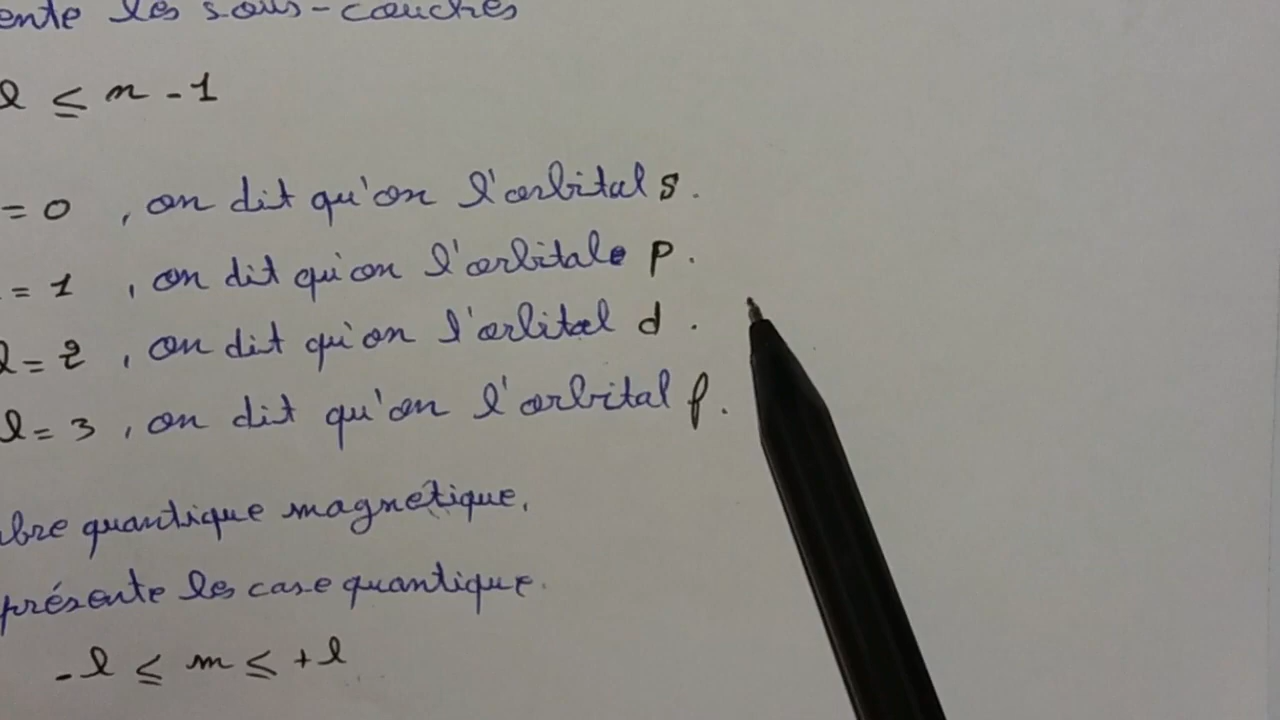 ente les sous-couches
l ≤ n - 1
= 0 , on dit qu'on l'orbital s.
= 1 , on dit qu'on l'orbitale p.
l = 2 , on dit qu'on l'orbital d.
l = 3 , on dit qu'on l'orbital f.
bre quantique magnétique.
présente les case quantique.
-l ≤ m ≤ +l